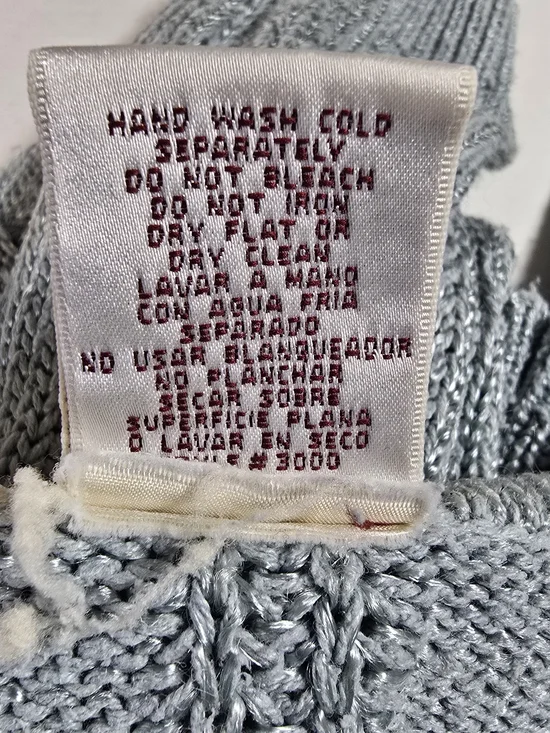 HAND WASH COLD
SEPARATELY
DO NOT BLEACH
DO NOT IRON
DRY FLAT OR
DRY CLEAN
LAVAR A MANO
CON AGUA FRIA
SEPARADO
NO USAR BLANQUEADOR
NO PLANCHAR
SECAR SOBRE
SUPERFICIE PLANA
O LAVAR EN SECO
# 3000